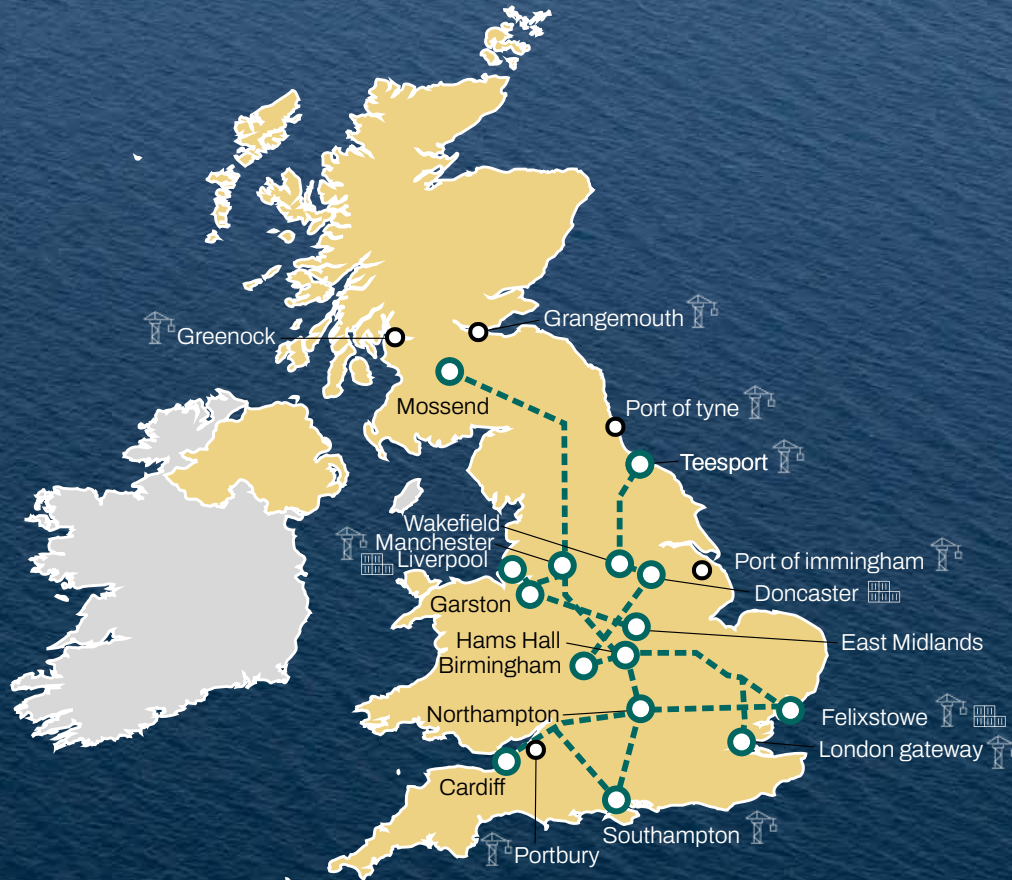 Grangemouth
Greenock
Mossend
Port of tyne
Teesport
Wakefield
Manchester
Liverpool
Port of immingham
Doncaster
Garston
Hams Hall
East Midlands
Birmingham
Northampton
Felixstowe
London gateway
Cardiff
Southampton
Portbury